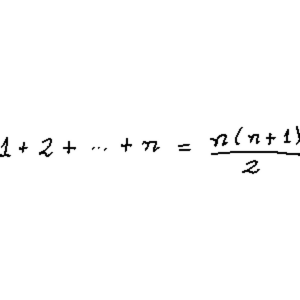 1 + 2 + ... + n = n(n+1)/2